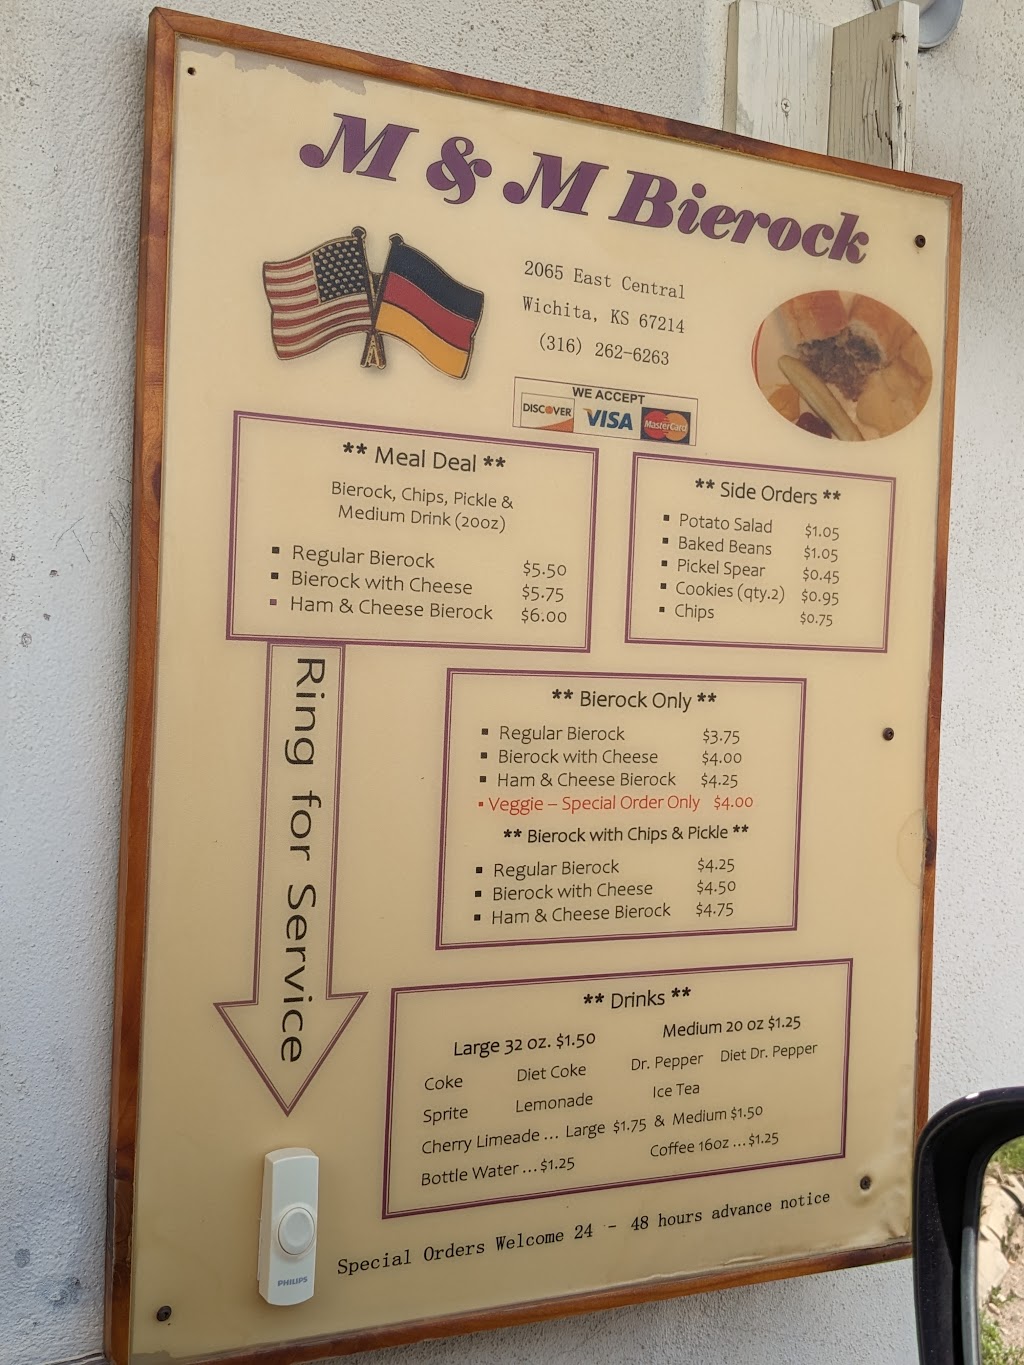 M & M Bierock
2065 East Central
Wichita, KS 67214
(316) 262-6263
WE ACCEPT
DISCOVER VISA MasterCard
** Meal Deal **
Bierock, Chips, Pickle &
Medium Drink (20oz)
▪ Regular Bierock $5.50
▪ Bierock with Cheese $5.75
▪ Ham & Cheese Bierock $6.00
** Side Orders **
▪ Potato Salad $1.05
▪ Baked Beans $1.05
▪ Pickel Spear $0.45
▪ Cookies (qty.2) $0.95
▪ Chips $0.75
Ring for Service
** Bierock Only **
▪ Regular Bierock $3.75
▪ Bierock with Cheese $4.00
▪ Ham & Cheese Bierock $4.25
▪ Veggie – Special Order Only $4.00
** Bierock with Chips & Pickle **
▪ Regular Bierock $4.25
▪ Bierock with Cheese $4.50
▪ Ham & Cheese Bierock $4.75
** Drinks **
Large 32 oz. $1.50 Medium 20 oz $1.25
Coke Diet Coke Dr. Pepper Diet Dr. Pepper
Sprite Lemonade Ice Tea
Cherry Limeade ... Large $1.75 & Medium $1.50
Bottle Water ... $1.25 Coffee 16oz ... $1.25
Special Orders Welcome 24 - 48 hours advance notice
PHILIPS